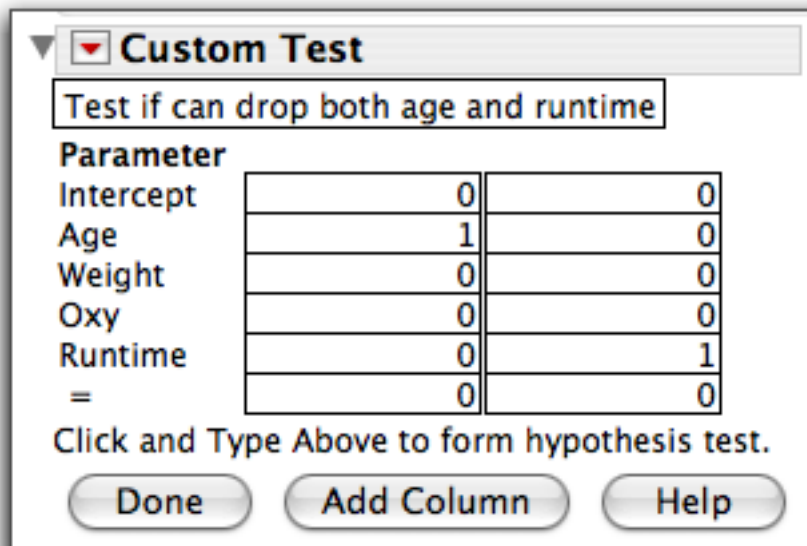 Custom Test
Test if can drop both age and runtime
Parameter
Intercept 0 0
Age 1 0
Weight 0 0
Oxy 0 0
Runtime 0 1
= 0 0
Click and Type Above to form hypothesis test.
Done Add Column Help